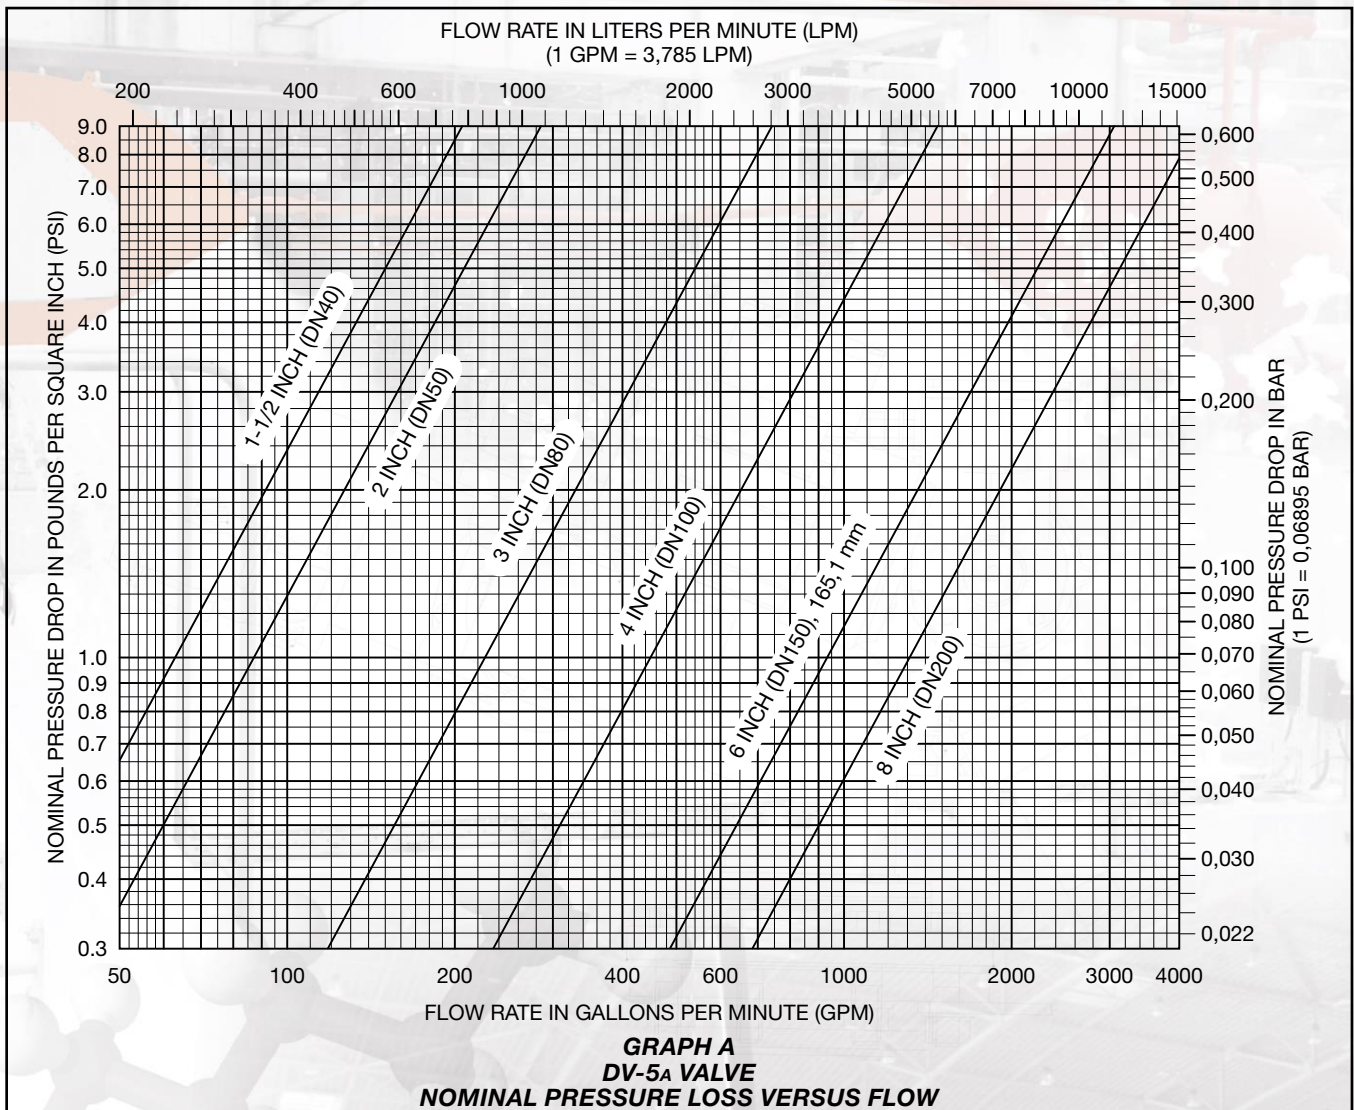 FLOW RATE IN LITERS PER MINUTE (LPM)
(1 GPM = 3,785 LPM)
200 400 600 1000 2000 3000 5000 7000 10000 15000
NOMINAL PRESSURE DROP IN POUNDS PER SQUARE INCH (PSI)
9.0
8.0
7.0
6.0
5.0
4.0
3.0
2.0
1.0
0.9
0.8
0.7
0.6
0.5
0.4
0.3
1-1/2 INCH (DN40)
2 INCH (DN50)
3 INCH (DN80)
4 INCH (DN100)
6 INCH (DN150), 165,1 mm
8 INCH (DN200)
0,600
0,500
0,400
0,300
0,200
0,100
0,090
0,080
0,070
0,060
0,050
0,040
0,030
0,022
NOMINAL PRESSURE DROP IN BAR
(1 PSI = 0,06895 BAR)
50 100 200 400 600 1000 2000 3000 4000
FLOW RATE IN GALLONS PER MINUTE (GPM)
GRAPH A
DV-5A VALVE
NOMINAL PRESSURE LOSS VERSUS FLOW